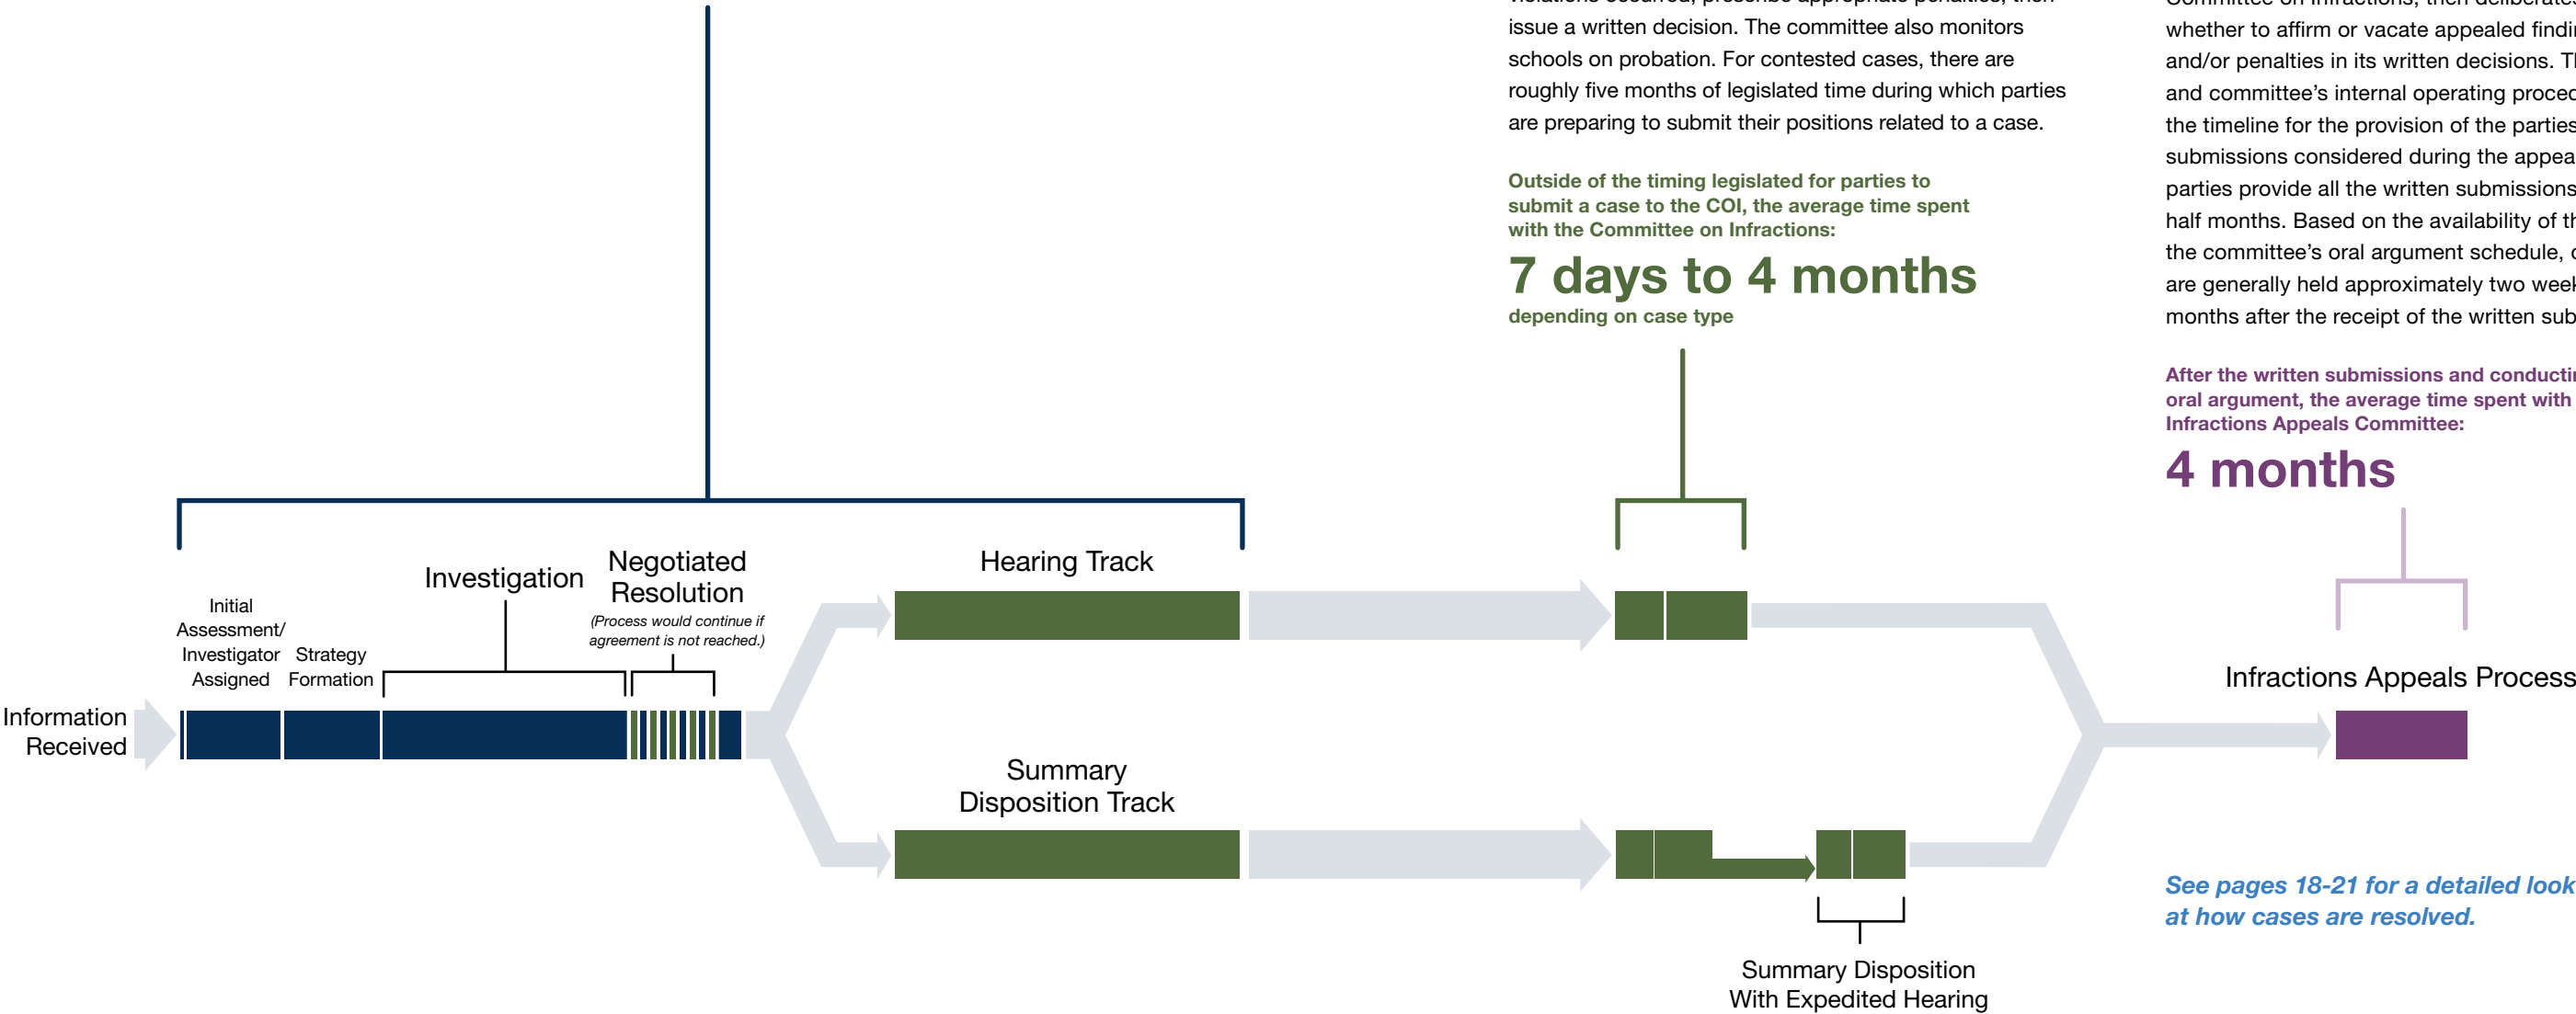 issue a written decision. The committee also monitors
schools on probation. For contested cases, there are
roughly five months of legislated time during which parties
are preparing to submit their positions related to a case.
Outside of the timing legislated for parties to
submit a case to the COI, the average time spent
with the Committee on Infractions:
7 days to 4 months
depending on case type
whether to affirm or vacate appealed
and/or penalties in its written decisions.
and committee’s internal operating
the timeline for the provision of the parties
submissions considered during the
parties provide all the written submissions
half months. Based on the availability of
the committee’s oral argument schedule,
are generally held approximately two
months after the receipt of the written
After the written submissions and
oral argument, the average time spent with
Infractions Appeals Committee:
4 months
Hearing Track
Negotiated
Resolution
(Process would continue if
agreement is not reached.)
Investigation
Initial
Assessment/
Investigator
Assigned
Strategy
Formation
Information
Received
Infractions Appeals Process
Summary
Disposition Track
See pages 18-21 for a detailed look
at how cases are resolved.
Summary Disposition
With Expedited Hearing